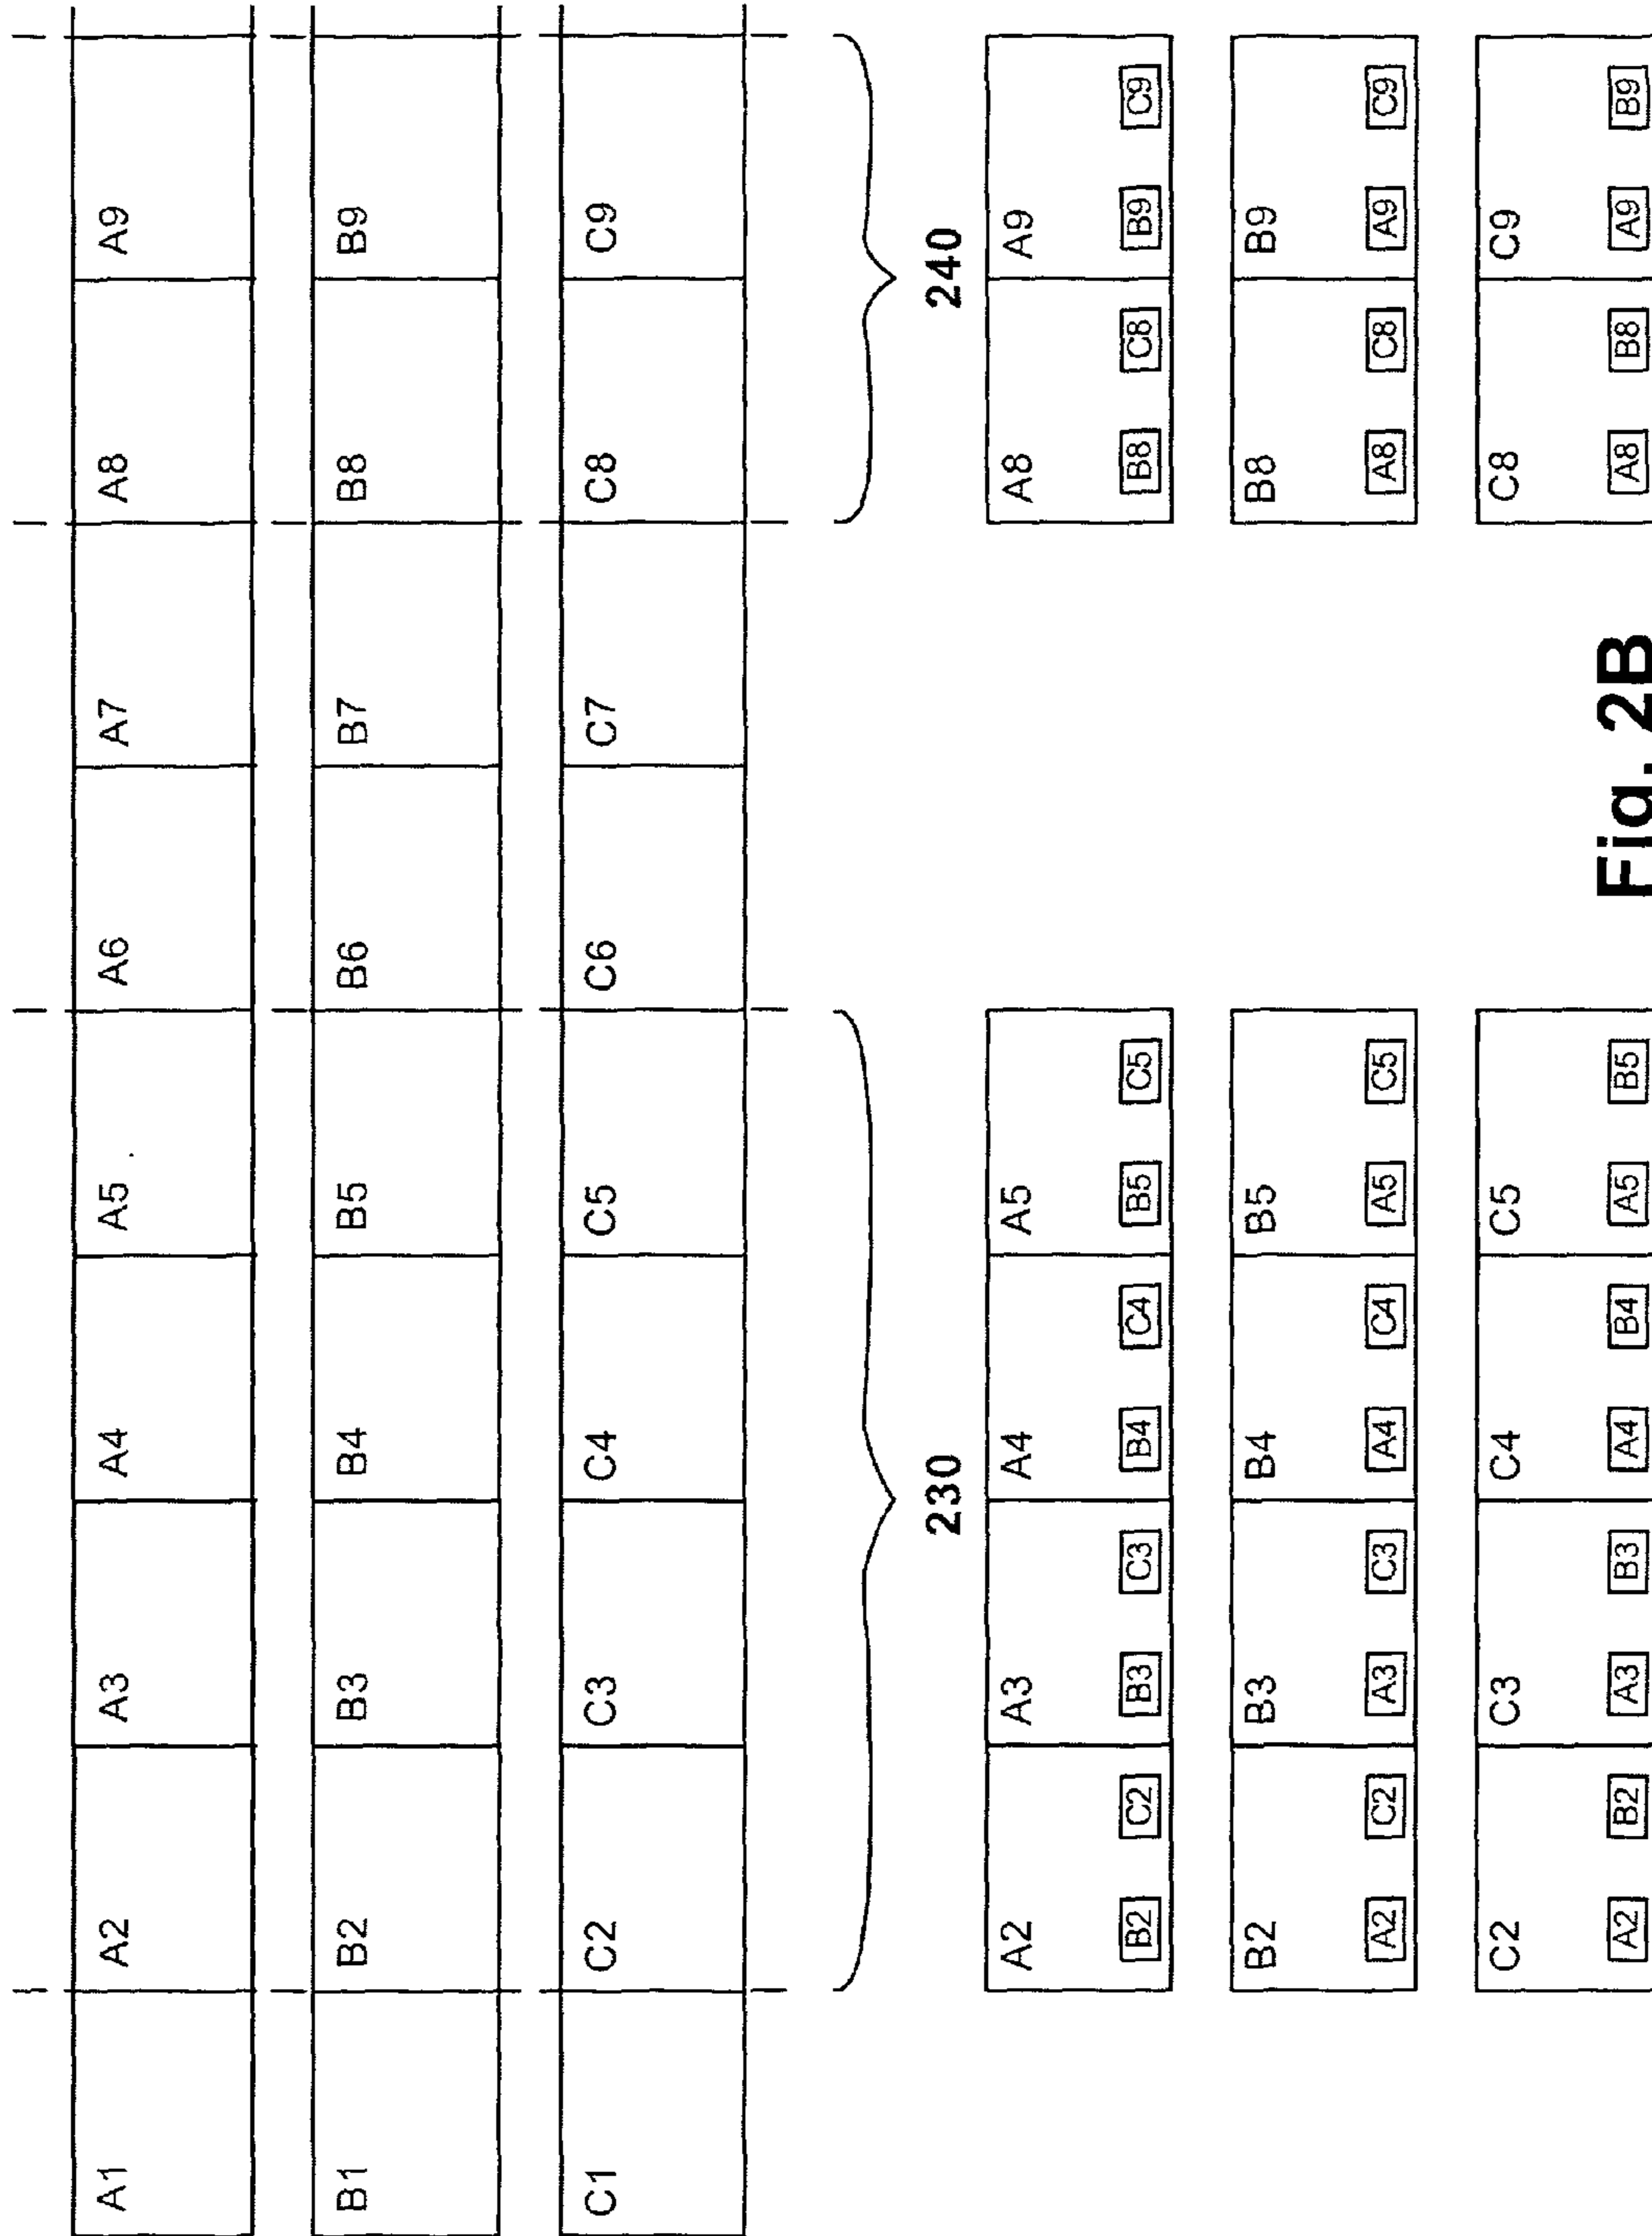 A1 A2 A3 A4 A5 A6 A7 A8 A9
B1 B2 B3 B4 B5 B6 B7 B8 B9
C1 C2 C3 C4 C5 C6 C7 C8 C9
230 240
A2 A3 A4 A5 A8 A9
B2 C2 B3 C3 B4 C4 B5 C5 B8 C8 B9 C9
B2 B3 B4 B5 B8 B9
A2 C2 A3 C3 A4 C4 A5 C5 A8 C8 A9 C9
C2 C3 C4 C5 C8 C9
A2 B2 A3 B3 A4 B4 A5 B5 A8 B8 A9 B9
Fig. 2B